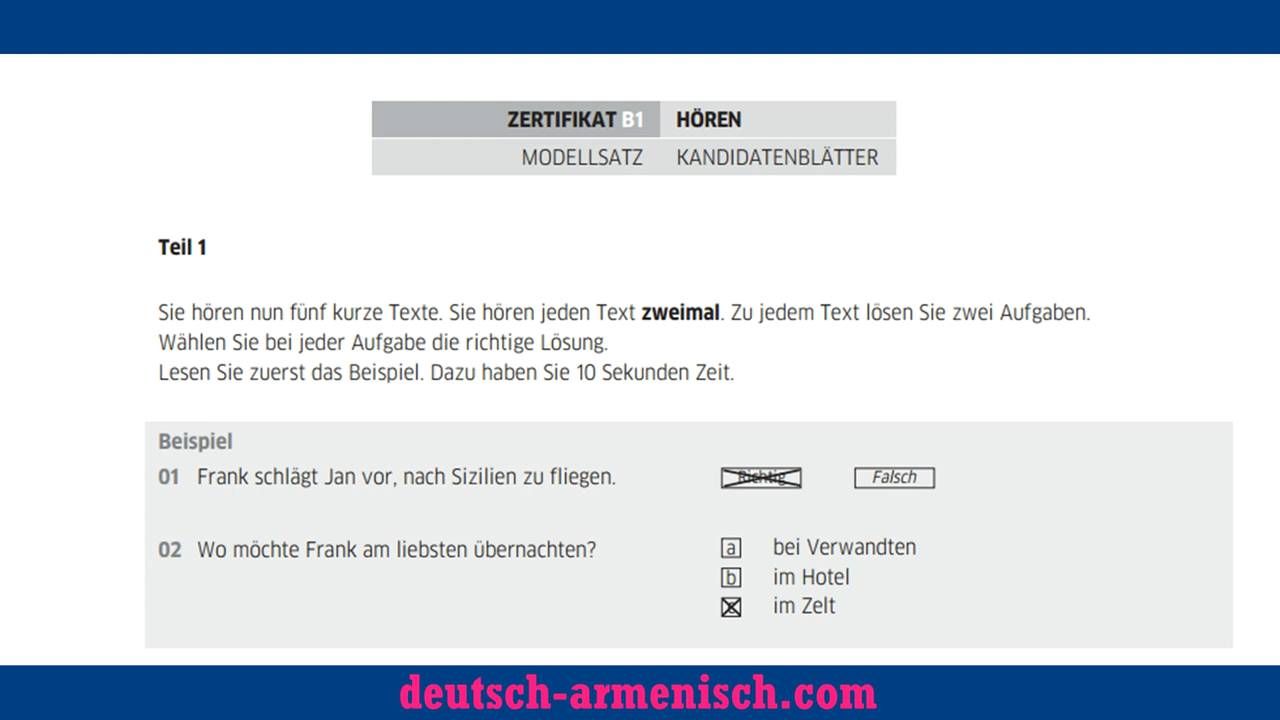 ZERTIFIKAT B1 HÖREN
MODELLSATZ KANDIDATENBLÄTTER
Teil 1
Sie hören nun fünf kurze Texte. Sie hören jeden Text zweimal. Zu jedem Text lösen Sie zwei Aufgaben.
Wählen Sie bei jeder Aufgabe die richtige Lösung.
Lesen Sie zuerst das Beispiel. Dazu haben Sie 10 Sekunden Zeit.
Beispiel
01 Frank schlägt Jan vor, nach Sizilien zu fliegen. Richtig Falsch
02 Wo möchte Frank am liebsten übernachten? a bei Verwandten
b im Hotel
c im Zelt
deutsch-armenisch.com